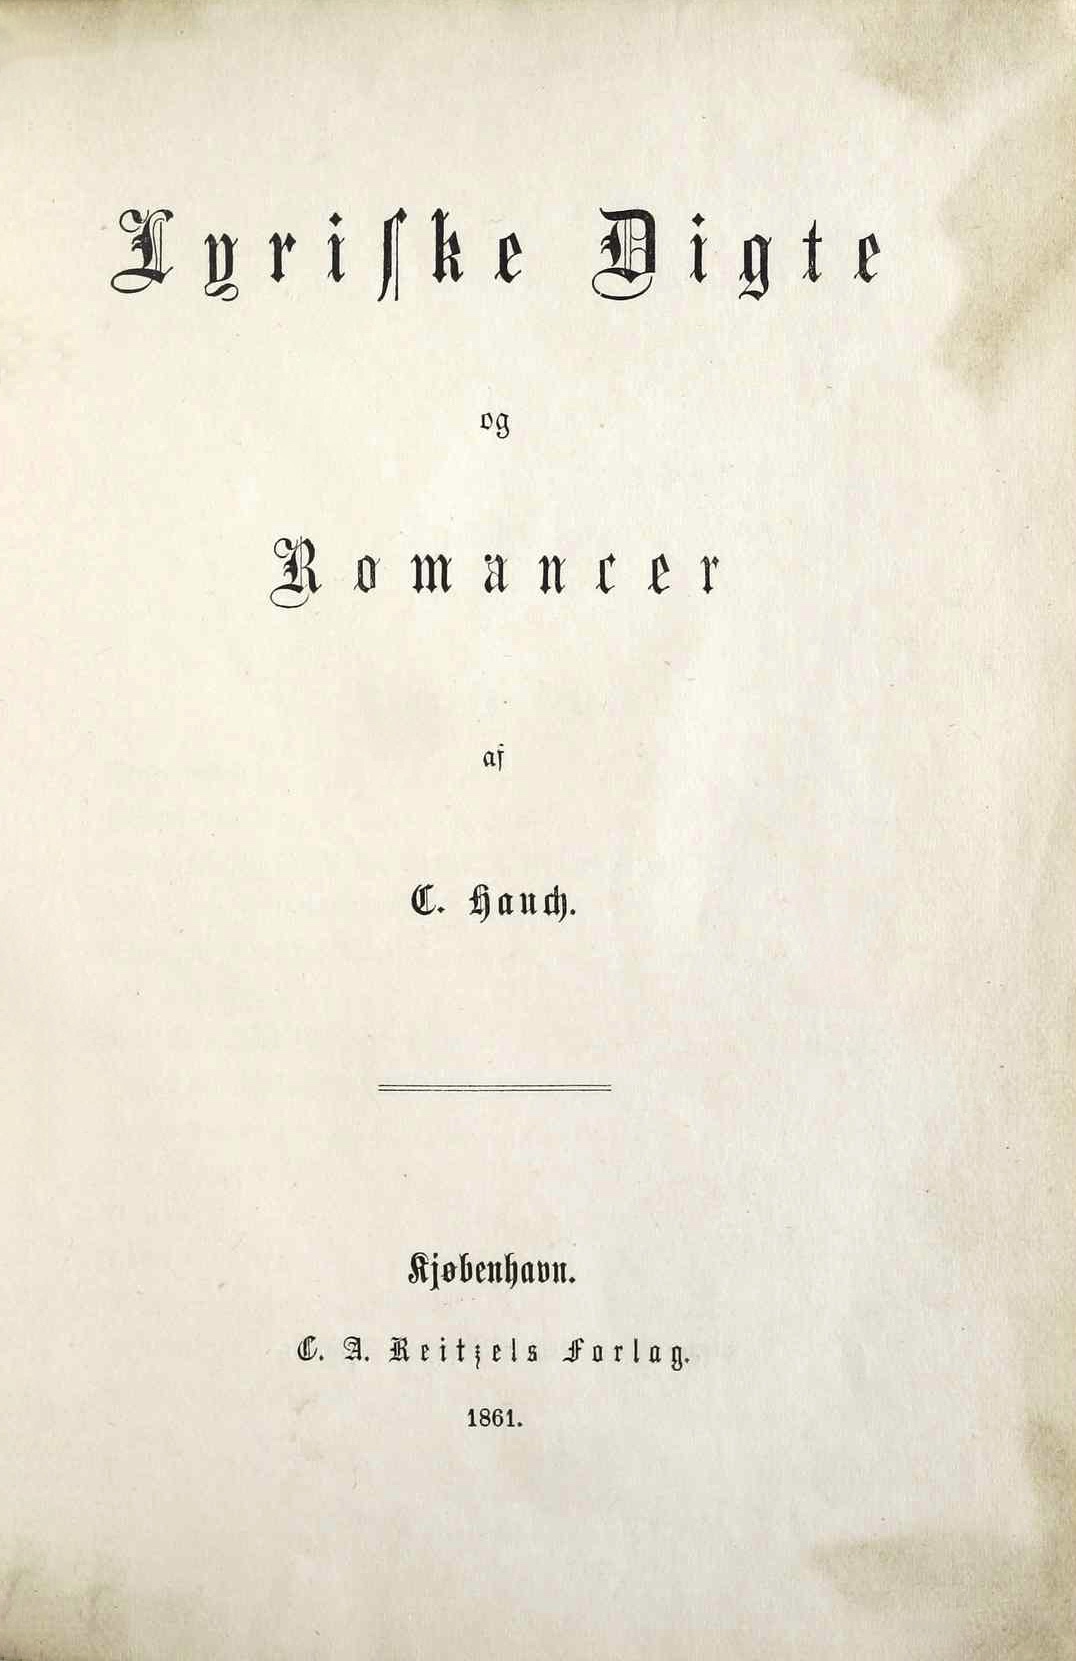 Lyriſke Digte
og
Romancer
af
C. Hauch.
Kjøbenhavn.
C. A. Reitzels Forlag.
1861.